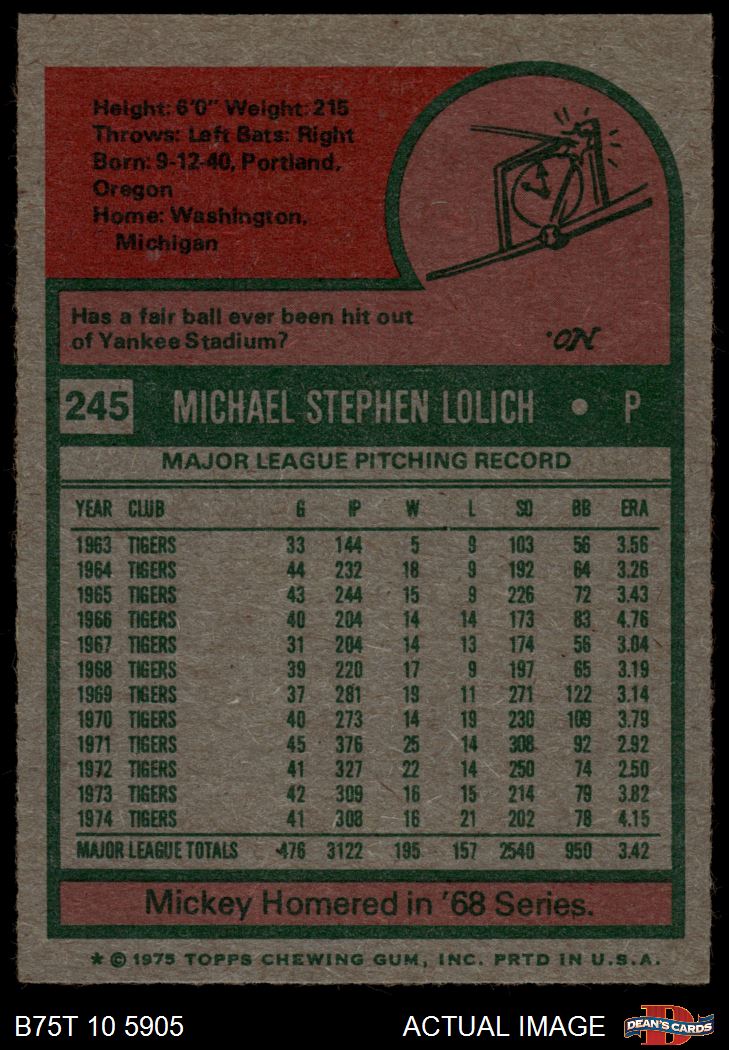 Height: 6'0" Weight: 215
Throws: Left Bats: Right
Born: 9-12-40, Portland,
Oregon
Home: Washington,
Michigan
Has a fair ball ever been hit out
of Yankee Stadium?
No.
245 MICHAEL STEPHEN LOLICH • P
MAJOR LEAGUE PITCHING RECORD
YEAR CLUB G IP W L SO BB ERA
1963 TIGERS 33 144 5 9 103 56 3.56
1964 TIGERS 44 232 18 9 192 64 3.26
1965 TIGERS 43 244 15 9 226 72 3.43
1966 TIGERS 40 204 14 14 173 83 4.76
1967 TIGERS 31 204 14 13 174 56 3.04
1968 TIGERS 39 220 17 9 197 65 3.19
1969 TIGERS 37 281 19 11 271 122 3.14
1970 TIGERS 40 273 14 19 230 109 3.79
1971 TIGERS 45 376 25 14 308 92 2.92
1972 TIGERS 41 327 22 14 250 74 2.50
1973 TIGERS 42 309 16 15 214 79 3.82
1974 TIGERS 41 308 16 21 202 78 4.15
MAJOR LEAGUE TOTALS 476 3122 195 157 2540 950 3.42
Mickey Homered in '68 Series.
* © 1975 TOPPS CHEWING GUM, INC. PRTD IN U.S.A.
B75T 10 5905 ACTUAL IMAGE DEAN'S CARDS